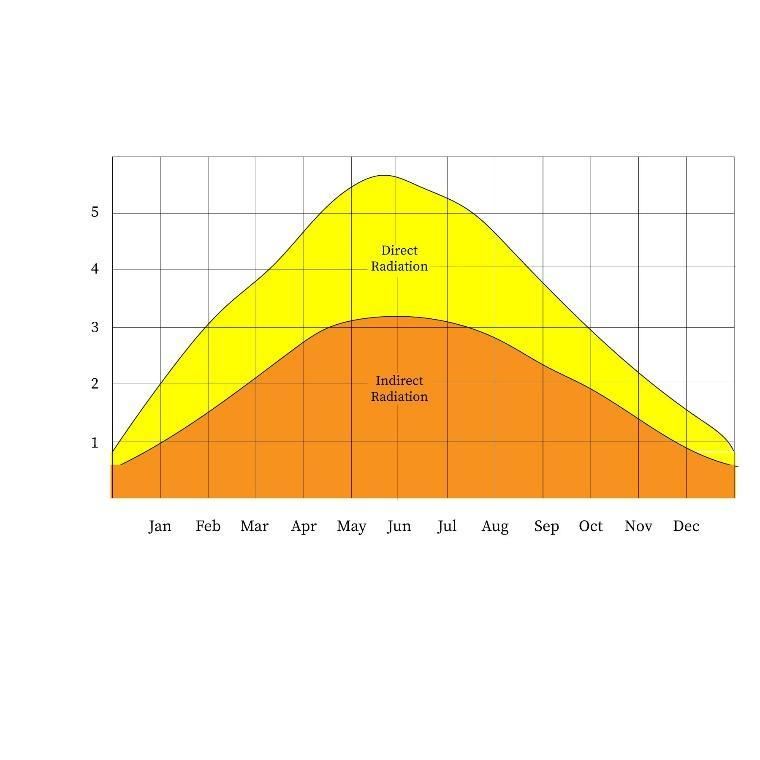 5
Direct
Radiation
4
3
Indirect
Radiation
2
1
Jan Feb Mar Apr May Jun Jul Aug Sep Oct Nov Dec